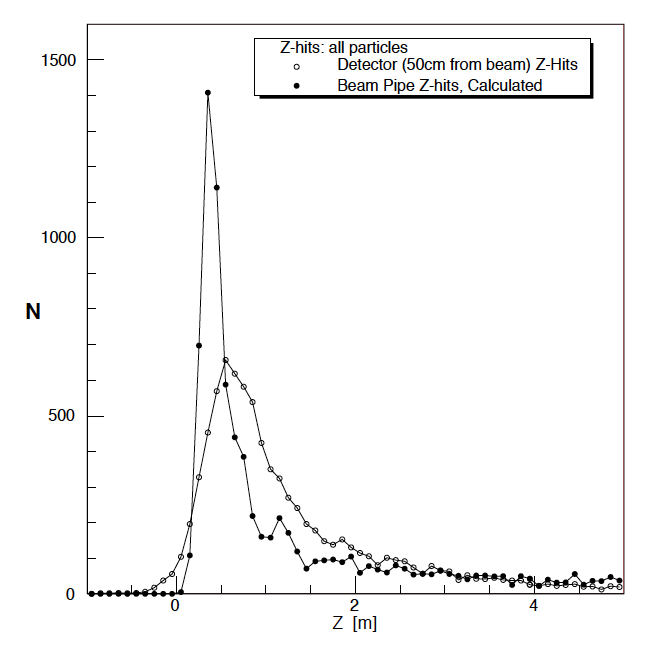 1500
Z-hits: all particles
Detector (50cm from beam) Z-Hits
Beam Pipe Z-hits, Calculated
1000
N
500
0
0 2 4
Z [m]